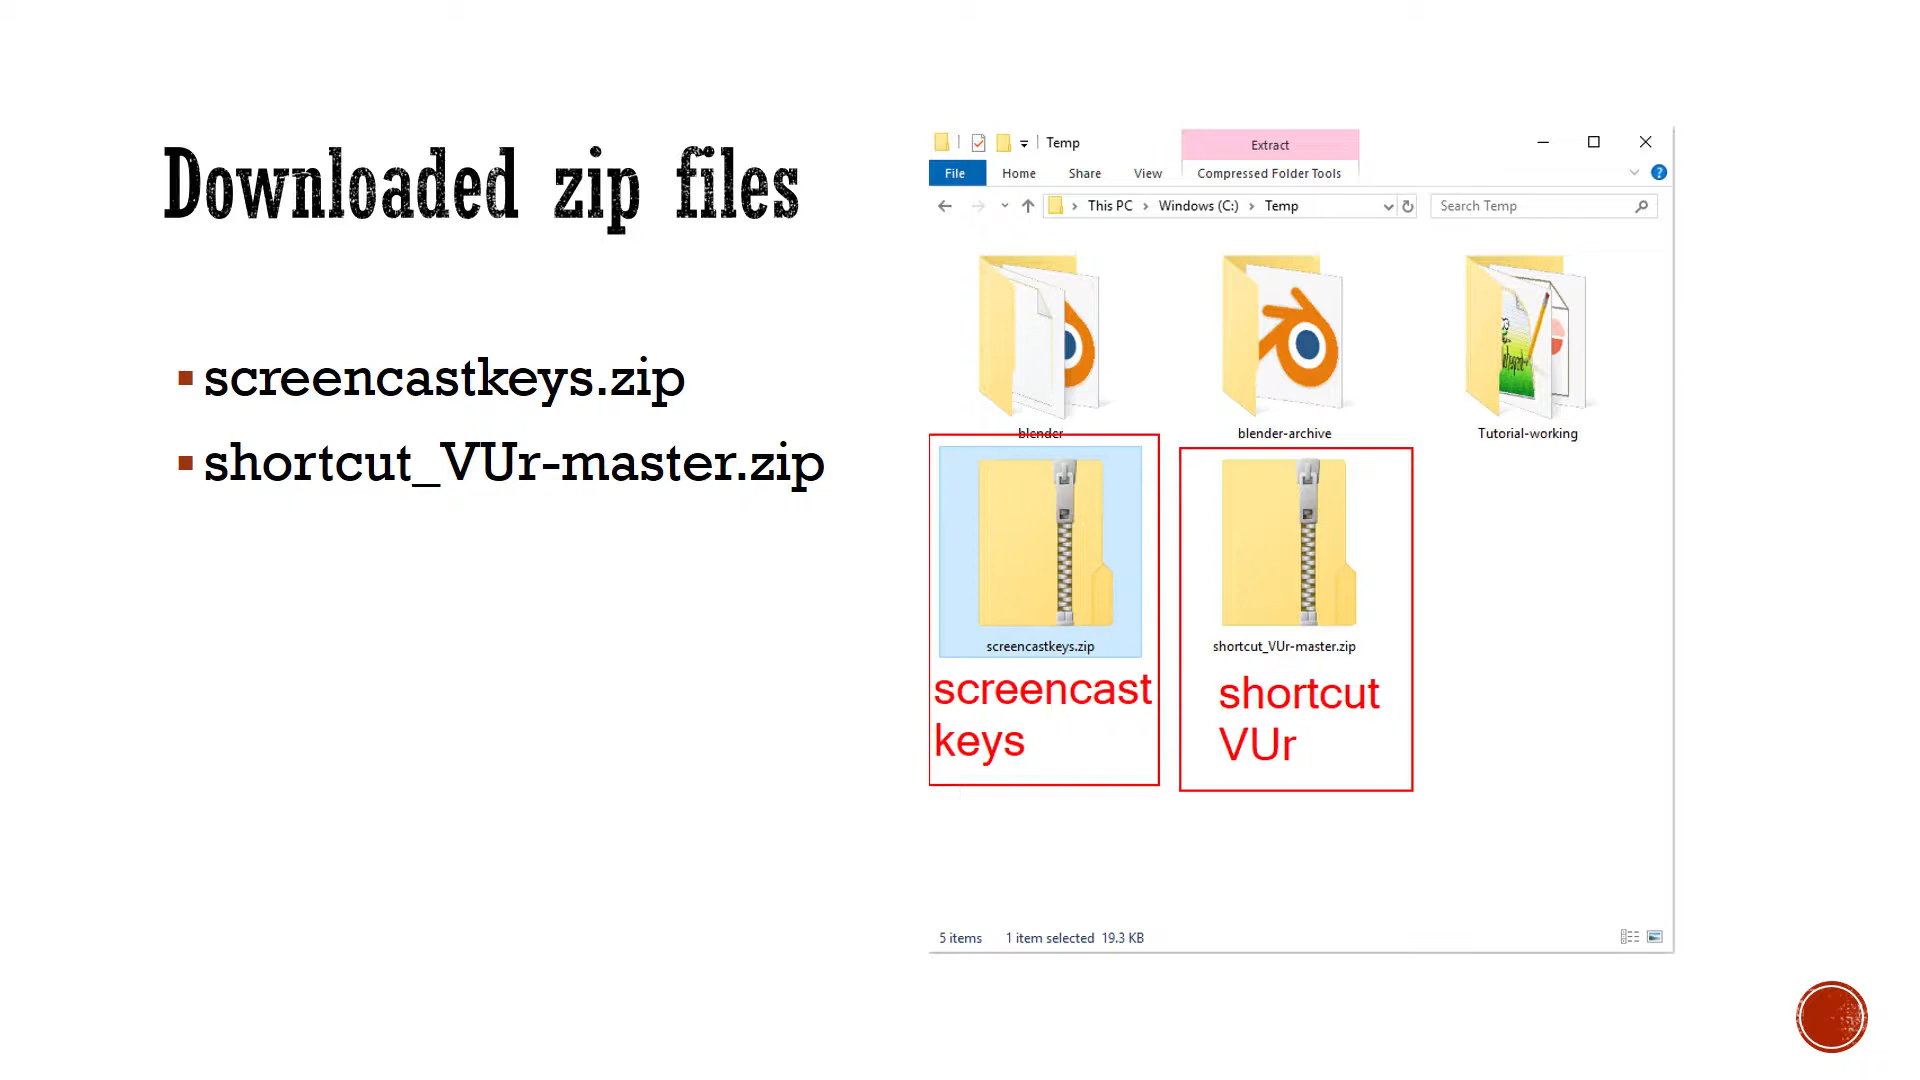 Downloaded zip files
screencastkeys.zip
shortcut_VUr-master.zip
Temp
Extract
File Home Share View Compressed Folder Tools
This PC Windows (C:) Temp
Search Temp
blender
blender-archive
Tutorial-working
screencastkeys.zip
shortcut_VUr-master.zip
screencast
keys
shortcut
VUr
5 items 1 item selected 19.3 KB